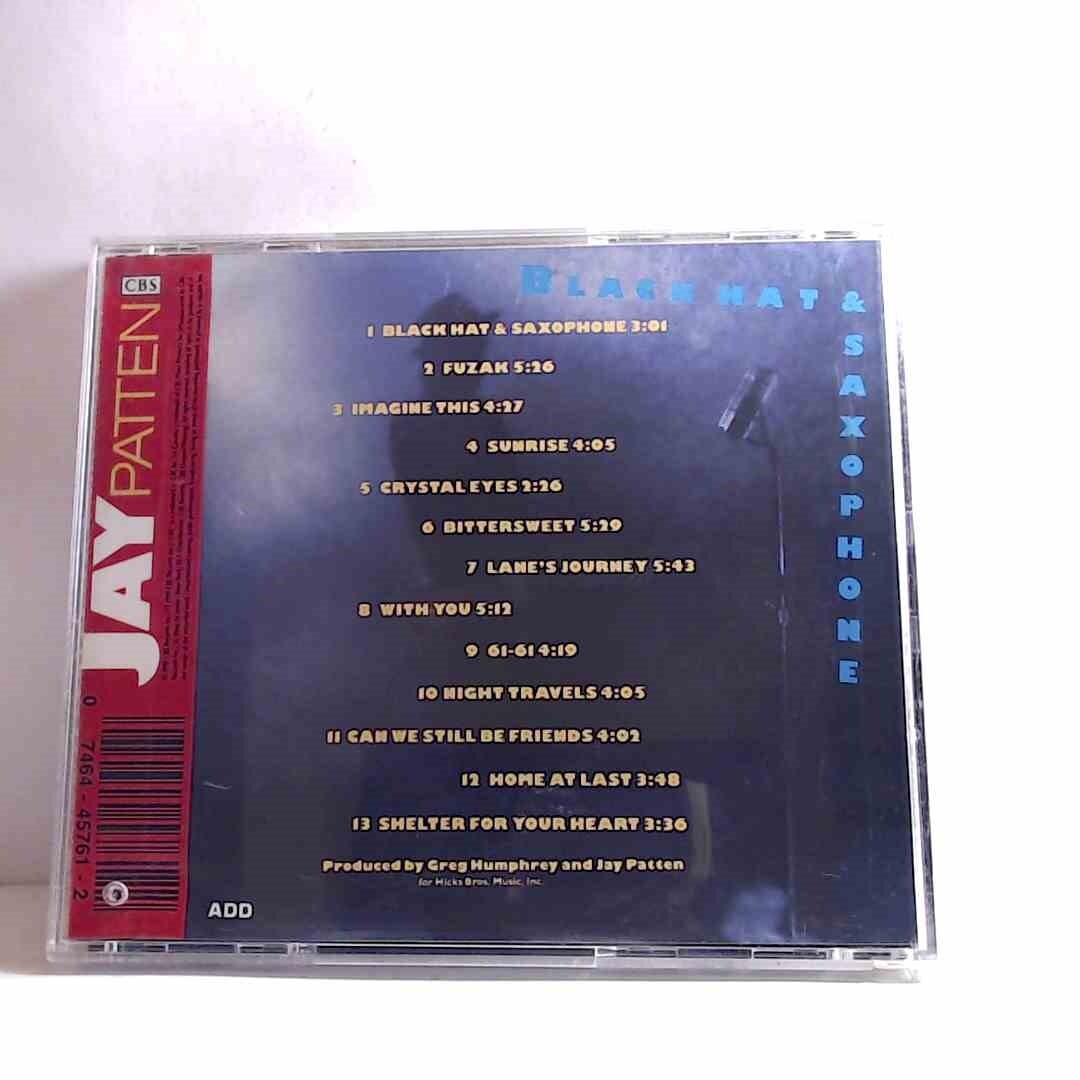 BLACK HAT & SAXOPHONE
1 BLACK HAT & SAXOPHONE 3:01
2 FUZAK 5:26
3 IMAGINE THIS 4:27
4 SUNRISE 4:05
5 CRYSTAL EYES 2:26
6 BITTERSWEET 5:29
7 LANE'S JOURNEY 5:43
8 WITH YOU 5:12
9 61-61 4:19
10 NIGHT TRAVELS 4:05
11 CAN WE STILL BE FRIENDS 4:02
12 HOME AT LAST 3:48
13 SHELTER FOR YOUR HEART 3:36
Produced by Greg Humphrey and Jay Patten
for Hicks Bros. Music, Inc.
ADD
JAY PATTEN
CBS
0 7464-45761-2